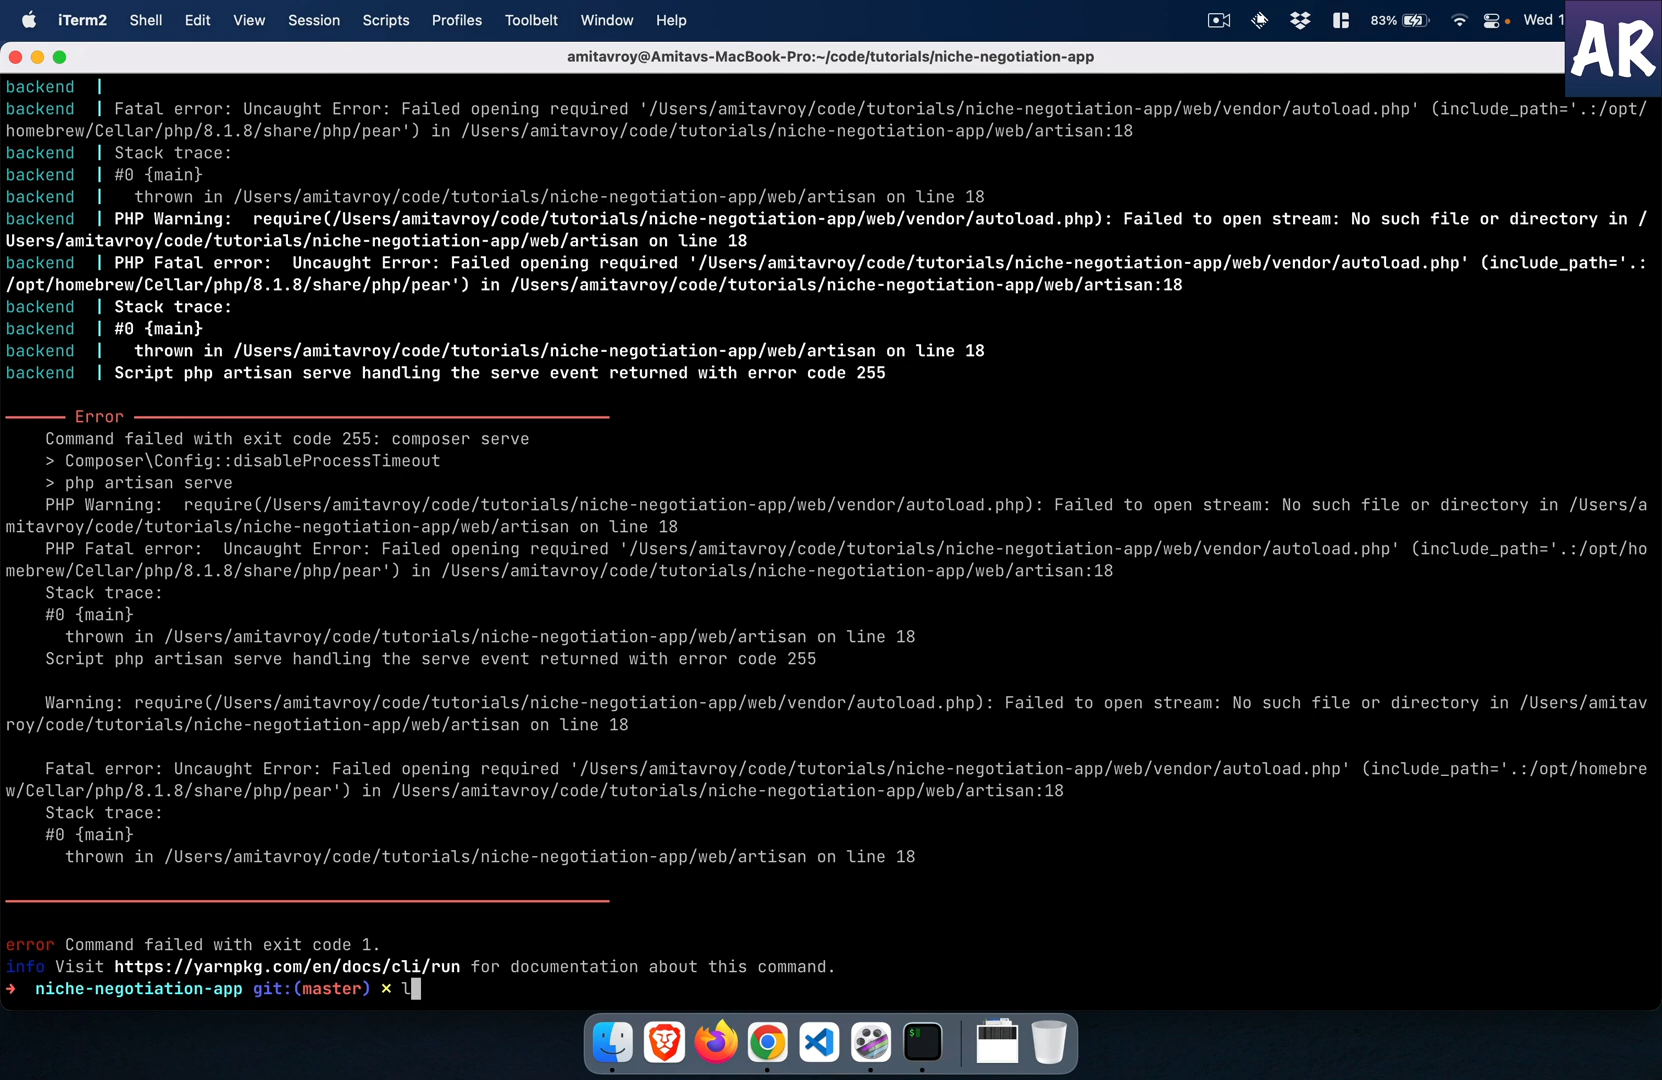 iTerm2 Shell Edit View Session Scripts Profiles Toolbelt Window Help 83% Wed 1
AR
amitavroy@Amitavs-MacBook-Pro:~/code/tutorials/niche-negotiation-app
backend |
backend | Fatal error: Uncaught Error: Failed opening required '/Users/amitavroy/code/tutorials/niche-negotiation-app/web/vendor/autoload.php' (include_path='.:/opt/
homebrew/Cellar/php/8.1.8/share/php/pear') in /Users/amitavroy/code/tutorials/niche-negotiation-app/web/artisan:18
backend | Stack trace:
backend | #0 {main}
backend |   thrown in /Users/amitavroy/code/tutorials/niche-negotiation-app/web/artisan on line 18
backend | PHP Warning:  require(/Users/amitavroy/code/tutorials/niche-negotiation-app/web/vendor/autoload.php): Failed to open stream: No such file or directory in /
Users/amitavroy/code/tutorials/niche-negotiation-app/web/artisan on line 18
backend | PHP Fatal error:  Uncaught Error: Failed opening required '/Users/amitavroy/code/tutorials/niche-negotiation-app/web/vendor/autoload.php' (include_path='.:
/opt/homebrew/Cellar/php/8.1.8/share/php/pear') in /Users/amitavroy/code/tutorials/niche-negotiation-app/web/artisan:18
backend | Stack trace:
backend | #0 {main}
backend |   thrown in /Users/amitavroy/code/tutorials/niche-negotiation-app/web/artisan on line 18
backend | Script php artisan serve handling the serve event returned with error code 255
Error
Command failed with exit code 255: composer serve
> Composer\Config::disableProcessTimeout
> php artisan serve
PHP Warning:  require(/Users/amitavroy/code/tutorials/niche-negotiation-app/web/vendor/autoload.php): Failed to open stream: No such file or directory in /Users/a
mitavroy/code/tutorials/niche-negotiation-app/web/artisan on line 18
PHP Fatal error:  Uncaught Error: Failed opening required '/Users/amitavroy/code/tutorials/niche-negotiation-app/web/vendor/autoload.php' (include_path='.:/opt/ho
mebrew/Cellar/php/8.1.8/share/php/pear') in /Users/amitavroy/code/tutorials/niche-negotiation-app/web/artisan:18
Stack trace:
#0 {main}
thrown in /Users/amitavroy/code/tutorials/niche-negotiation-app/web/artisan on line 18
Script php artisan serve handling the serve event returned with error code 255
Warning: require(/Users/amitavroy/code/tutorials/niche-negotiation-app/web/vendor/autoload.php): Failed to open stream: No such file or directory in /Users/amitav
roy/code/tutorials/niche-negotiation-app/web/artisan on line 18
Fatal error: Uncaught Error: Failed opening required '/Users/amitavroy/code/tutorials/niche-negotiation-app/web/vendor/autoload.php' (include_path='.:/opt/homebre
w/Cellar/php/8.1.8/share/php/pear') in /Users/amitavroy/code/tutorials/niche-negotiation-app/web/artisan:18
Stack trace:
#0 {main}
thrown in /Users/amitavroy/code/tutorials/niche-negotiation-app/web/artisan on line 18
error Command failed with exit code 1.
info Visit https://yarnpkg.com/en/docs/cli/run for documentation about this command.
→ niche-negotiation-app git:(master) × l